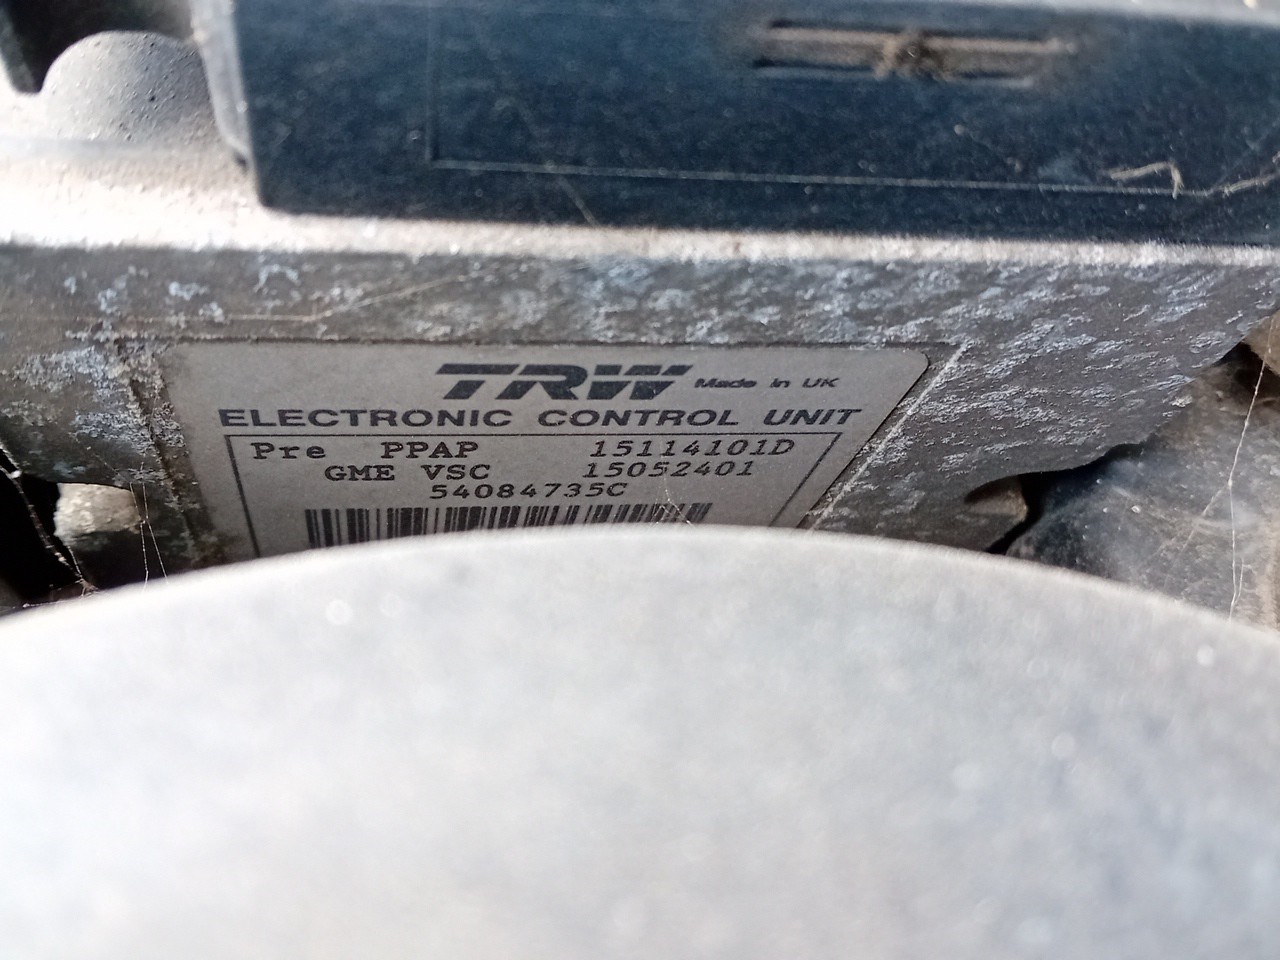 TRW Made in UK
ELECTRONIC CONTROL UNIT
Pre PPAP 15114101D
GME VSC 15052401
54084735C